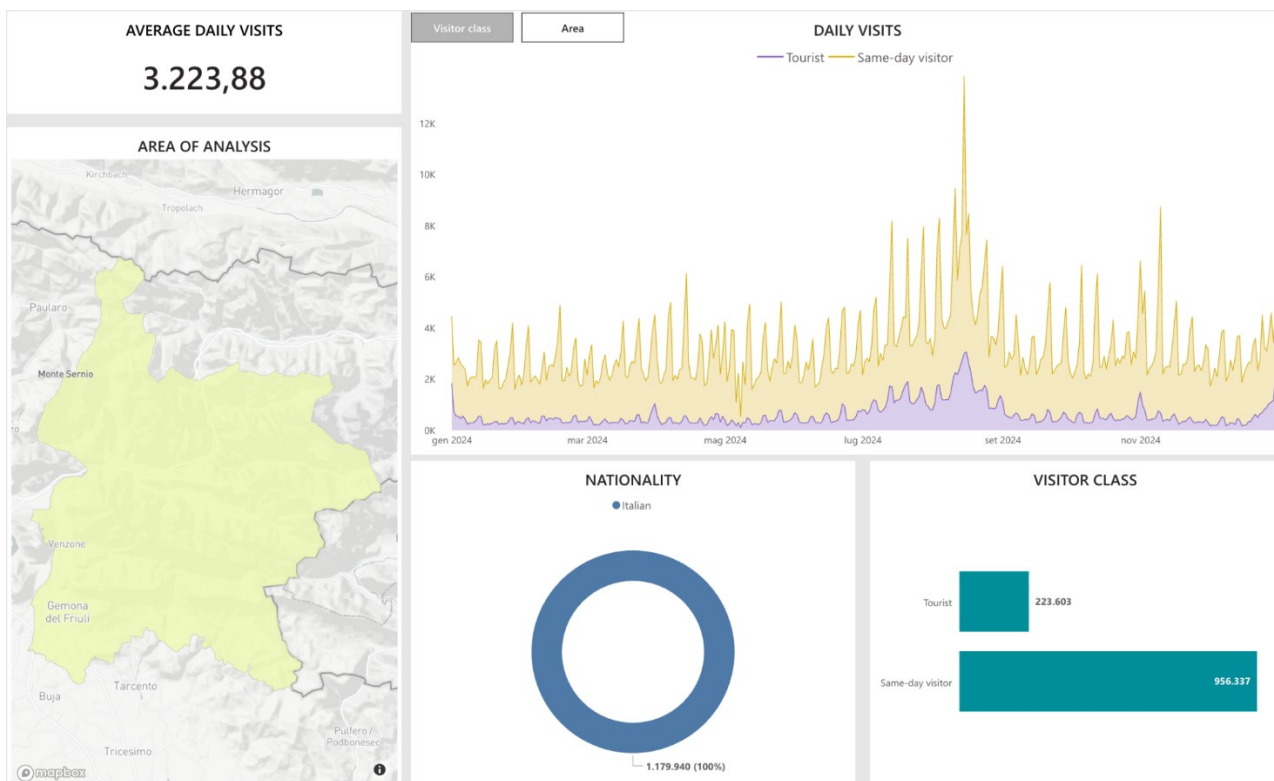 AVERAGE DAILY VISITS
3.223,88
AREA OF ANALYSIS
Kirchbach
Hermagor
Tropolach
Paularo
Monte Sernio
Venzone
Gemona
del Friuli
Buja
Tarcento
Tricesimo
Pulfero /
Podbonesec
mapbox
Visitor class
Area
DAILY VISITS
Tourist
Same-day visitor
12K
10K
8K
6K
4K
2K
0K
gen 2024
mar 2024
mag 2024
lug 2024
set 2024
nov 2024
NATIONALITY
Italian
1.179.940 (100%)
VISITOR CLASS
Tourist
223.603
Same-day visitor
956.337